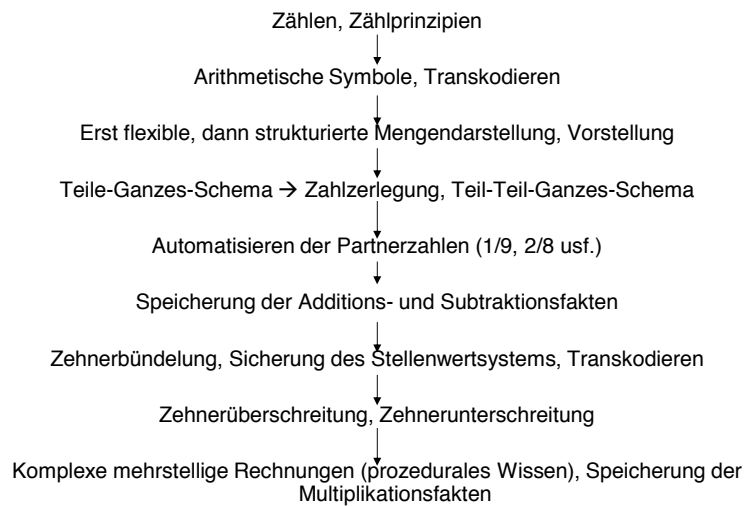 Zählen, Zählprinzipien
Arithmetische Symbole, Transkodieren
Erst flexible, dann strukturierte Mengendarstellung, Vorstellung
Teile-Ganzes-Schema → Zahlzerlegung, Teil-Teil-Ganzes-Schema
Automatisieren der Partnerzahlen (1/9, 2/8 usf.)
Speicherung der Additions- und Subtraktionsfakten
Zehnerbündelung, Sicherung des Stellenwertsystems, Transkodieren
Zehnerüberschreitung, Zehnerunterschreitung
Komplexe mehrstellige Rechnungen (prozedurales Wissen), Speicherung der
Multiplikationsfakten